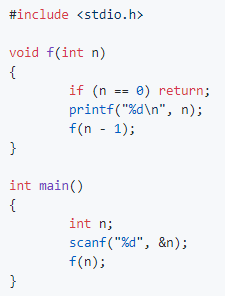 #include <stdio.h>

void f(int n)
{
        if (n == 0) return;
        printf("%d\n", n);
        f(n - 1);
}

int main()
{
        int n;
        scanf("%d", &n);
        f(n);
}